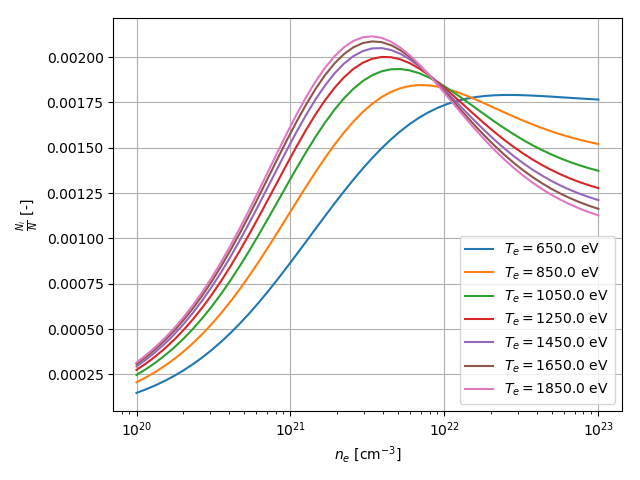 0.00200
0.00175
0.00150
0.00125
0.00100
0.00075
0.00050
0.00025
N_i/N [-]
10^20 10^21 10^22 10^23
n_e [cm^−3]
T_e = 650.0 eV
T_e = 850.0 eV
T_e = 1050.0 eV
T_e = 1250.0 eV
T_e = 1450.0 eV
T_e = 1650.0 eV
T_e = 1850.0 eV